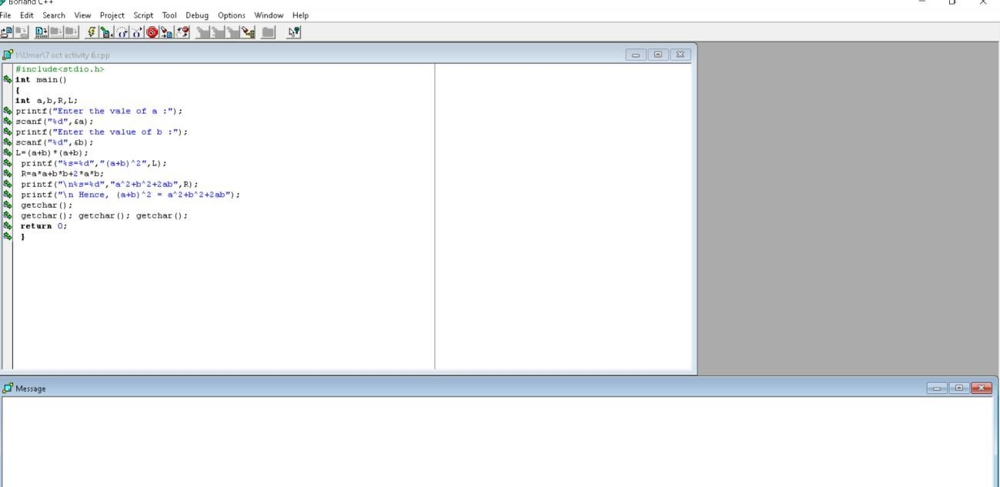 Borland C++
File Edit Search View Project Script Tool Debug Options Window Help
I:\Umar\7 oct activity 6.cpp
#include<stdio.h>
int main()
{
int a,b,R,L;
printf("Enter the vale of a :");
scanf("%d",&a);
printf("Enter the value of b :");
scanf("%d",&b);
L=(a+b)*(a+b);
printf("%s=%d","(a+b)^2",L);
R=a*a+b*b+2*a*b;
printf("\n%s=%d","a^2+b^2+2ab",R);
printf("\n Hence, (a+b)^2 = a^2+b^2+2ab");
getchar();
getchar(); getchar(); getchar();
return 0;
}
Message